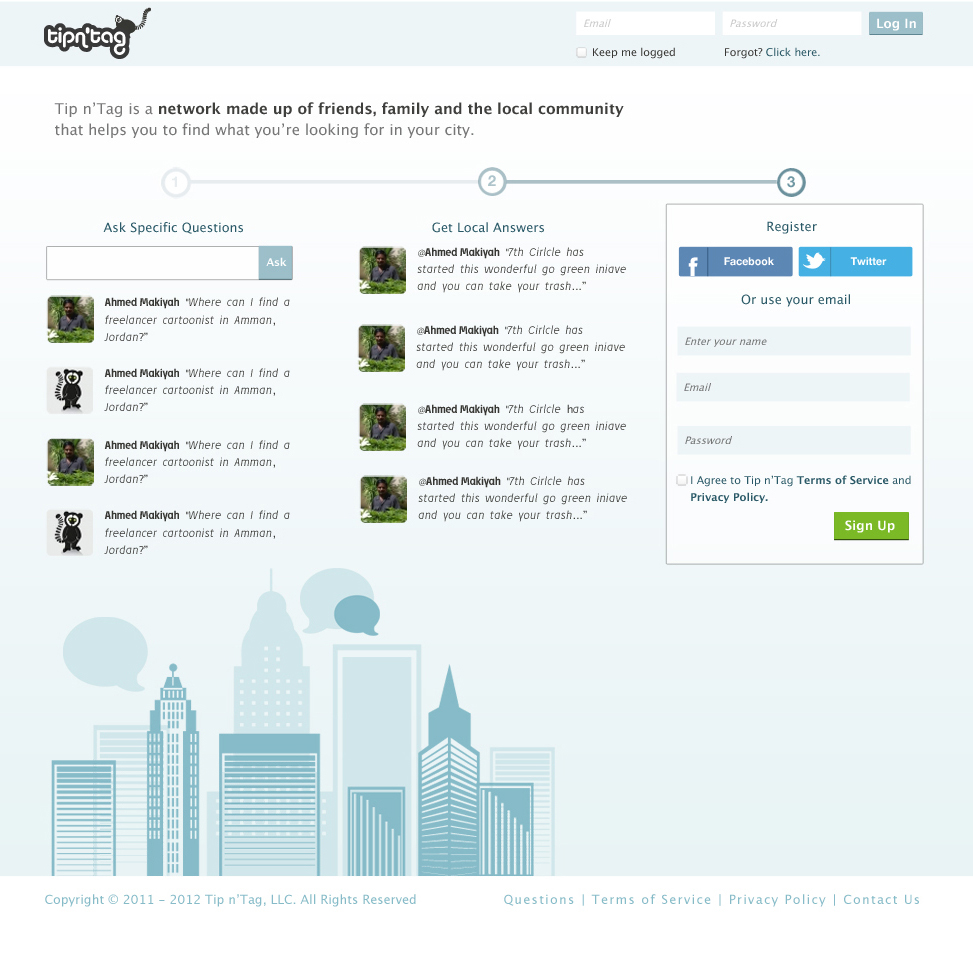 tipn'tag
Email
Password
Log In
Keep me logged
Forgot? Click here.
Tip n'Tag is a network made up of friends, family and the local community
that helps you to find what you're looking for in your city.
1
2
3
Ask Specific Questions
Ask
Ahmed Makiyah “Where can I find a
freelancer cartoonist in Amman,
Jordan?”
Ahmed Makiyah “Where can I find a
freelancer cartoonist in Amman,
Jordan?”
Ahmed Makiyah “Where can I find a
freelancer cartoonist in Amman,
Jordan?”
Ahmed Makiyah “Where can I find a
freelancer cartoonist in Amman,
Jordan?”
Get Local Answers
@Ahmed Makiyah “7th Cirlcle has
started this wonderful go green iniave
and you can take your trash...”
@Ahmed Makiyah “7th Cirlcle has
started this wonderful go green iniave
and you can take your trash...”
@Ahmed Makiyah “7th Cirlcle has
started this wonderful go green iniave
and you can take your trash...”
@Ahmed Makiyah “7th Cirlcle has
started this wonderful go green iniave
and you can take your trash...”
Register
Facebook
Twitter
Or use your email
Enter your name
Email
Password
I Agree to Tip n'Tag Terms of Service and
Privacy Policy.
Sign Up
Copyright © 2011 – 2012 Tip n'Tag, LLC. All Rights Reserved
Questions | Terms of Service | Privacy Policy | Contact Us